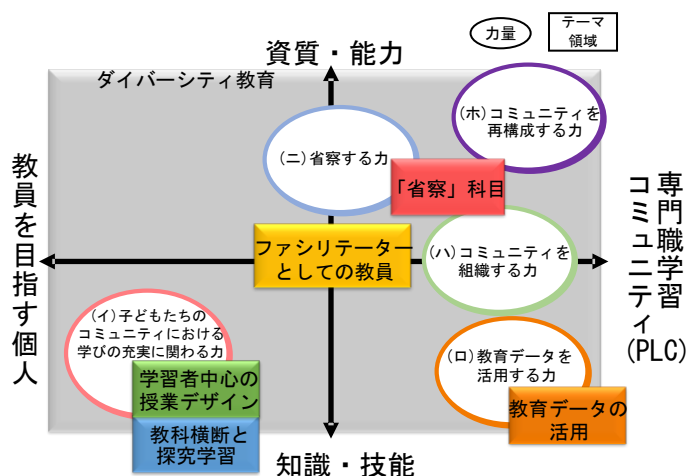 力量
テーマ
領域
資質・能力
ダイバーシティ教育
(ホ)コミュニティを
再構成する力
(ニ)省察する力
「省察」科目
教員を目指す個人
専門職学習
コミュニティ
(PLC)
ファシリテーター
としての教員
(ハ)コミュニティを
組織する力
(イ)子どもたちの
コミュニティにおける
学びの充実に関わる力
(ロ)教育データを
活用する力
学習者中心の
授業デザイン
教育データの
活用
教科横断と
探究学習
知識・技能